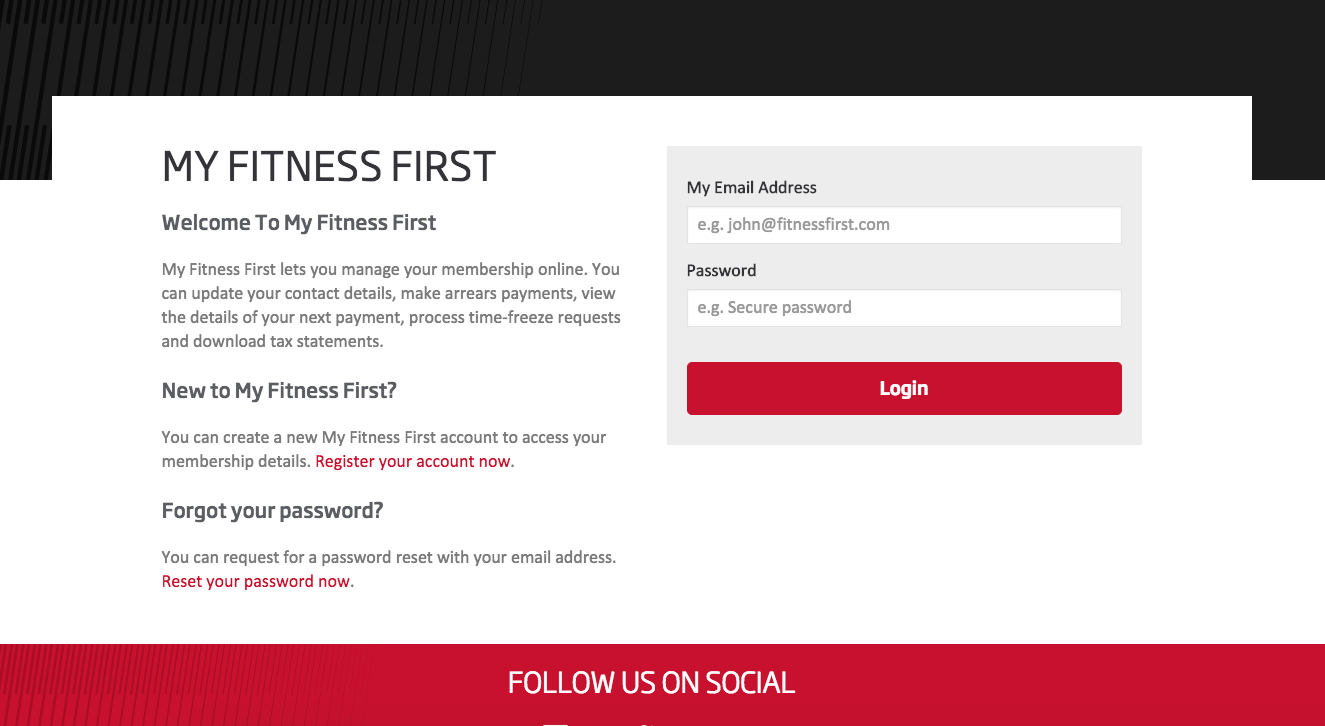 MY FITNESS FIRST
Welcome To My Fitness First
My Fitness First lets you manage your membership online. You
can update your contact details, make arrears payments, view
the details of your next payment, process time-freeze requests
and download tax statements.
New to My Fitness First?
You can create a new My Fitness First account to access your
membership details. Register your account now.
Forgot your password?
You can request for a password reset with your email address.
Reset your password now.
My Email Address
e.g. john@fitnessfirst.com
Password
e.g. Secure password
Login
FOLLOW US ON SOCIAL